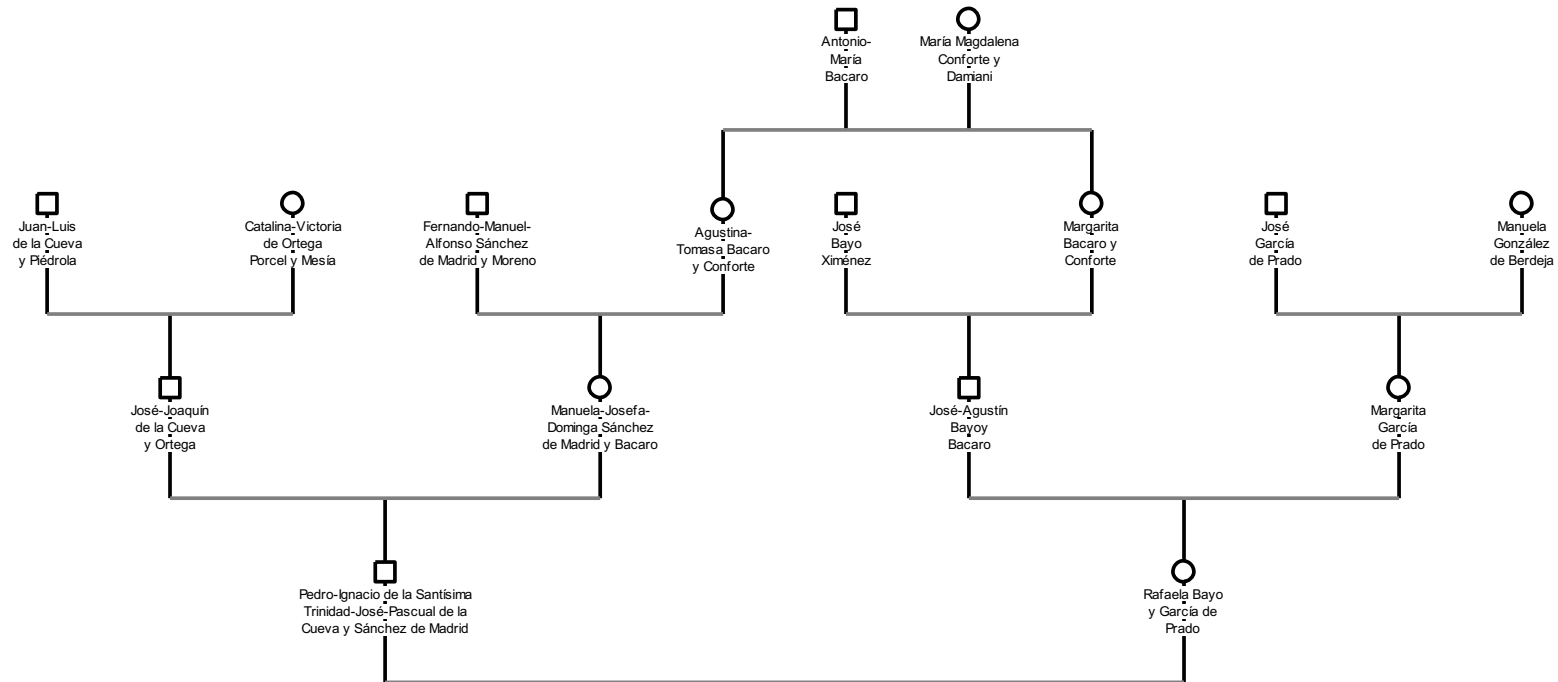 Antonio-
María
Bacaro
María Magdalena
Conforte y
Damiani
Juan-Luis
de la Cueva
y Piédrola
Catalina-Victoria
de Ortega
Porcel y Mesía
Fernando-Manuel-
Alfonso Sánchez
de Madrid y Moreno
Agustina-
Tomasa Bacaro
y Conforte
José
Bayo
Ximénez
Margarita
Bacaro y
Conforte
José
García
de Prado
Manuela
González
de Berdeja
José-Joaquín
de la Cueva
y Ortega
Manuela-Josefa-
Dominga Sánchez
de Madrid y Bacaro
José-Agustín
Bayoy
Bacaro
Margarita
García
de Prado
Pedro-Ignacio de la Santísima
Trinidad-José-Pascual de la
Cueva y Sánchez de Madrid
Rafaela Bayo
y García de
Prado